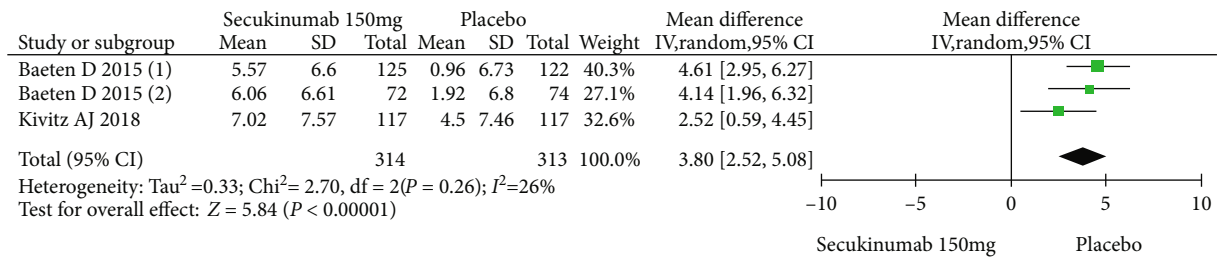 Secukinumab 150mg Placebo Mean difference Mean difference
Study or subgroup Mean SD Total Mean SD Total Weight IV,random,95% CI IV,random,95% CI
Baeten D 2015 (1) 5.57 6.6 125 0.96 6.73 122 40.3% 4.61 [2.95, 6.27]
Baeten D 2015 (2) 6.06 6.61 72 1.92 6.8 74 27.1% 4.14 [1.96, 6.32]
Kivitz AJ 2018 7.02 7.57 117 4.5 7.46 117 32.6% 2.52 [0.59, 4.45]
Total (95% CI) 314 313 100.0% 3.80 [2.52, 5.08]
Heterogeneity: Tau² =0.33; Chi²= 2.70, df = 2(P = 0.26); I²=26%
Test for overall effect: Z = 5.84 (P < 0.00001)
−10 −5 0 5 10
Secukinumab 150mg Placebo